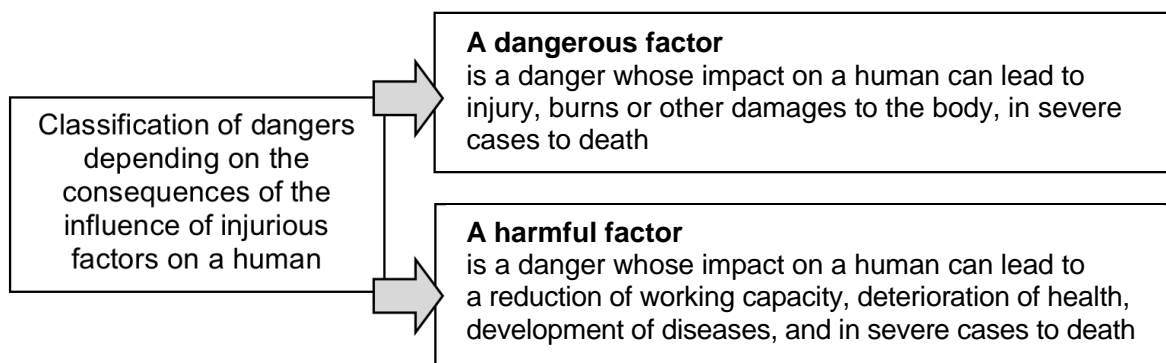 Classification of dangers
depending on the
consequences of the
influence of injurious
factors on a human
A dangerous factor
is a danger whose impact on a human can lead to
injury, burns or other damages to the body, in severe
cases to death
A harmful factor
is a danger whose impact on a human can lead to
a reduction of working capacity, deterioration of health,
development of diseases, and in severe cases to death